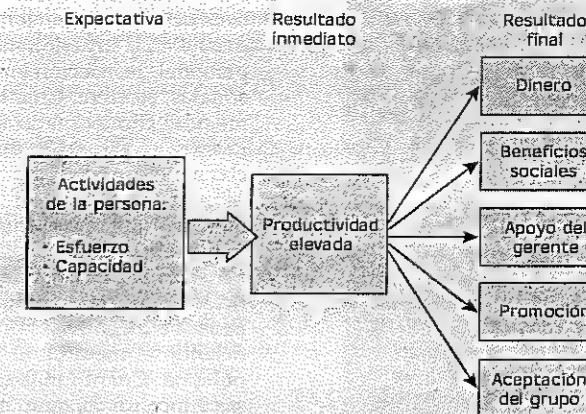 Expectativa
Resultado
inmediato
Resultado
final
Actividades
de la persona:
• Esfuerzo
• Capacidad
Productividad
elevada
Dinero
Beneficios
sociales
Apoyo del
gerente
Promoción
Aceptación
del grupo